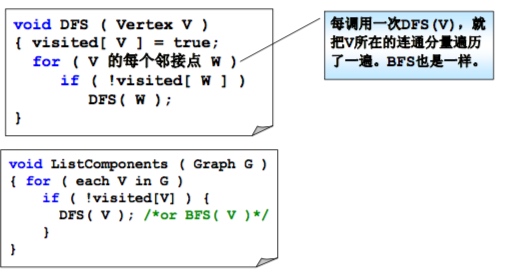 void DFS ( Vertex V )
{ visited[ V ] = true;
for ( V 的每个邻接点 W )
if ( !visited[ W ] )
DFS( W );
}
每调用一次DFS(V)，就
把V所在的连通分量遍历
了一遍。BFS也是一样。
void ListComponents ( Graph G )
{ for ( each V in G )
if ( !visited[V] ) {
DFS( V ); /*or BFS( V )*/
}
}